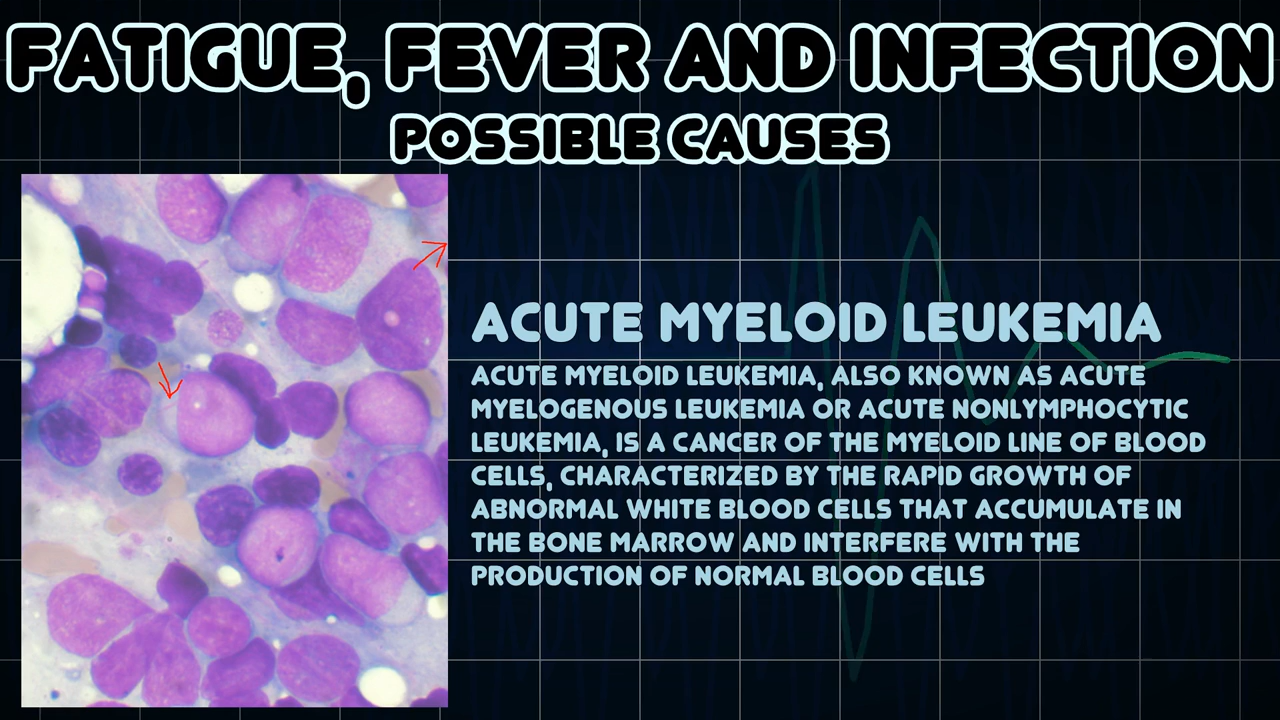 FATIGUE, FEVER AND INFECTION
POSSIBLE CAUSES
ACUTE MYELOID LEUKEMIA
ACUTE MYELOID LEUKEMIA, ALSO KNOWN AS ACUTE
MYELOGENOUS LEUKEMIA OR ACUTE NONLYMPHOCYTIC
LEUKEMIA, IS A CANCER OF THE MYELOID LINE OF BLOOD
CELLS, CHARACTERIZED BY THE RAPID GROWTH OF
ABNORMAL WHITE BLOOD CELLS THAT ACCUMULATE IN
THE BONE MARROW AND INTERFERE WITH THE
PRODUCTION OF NORMAL BLOOD CELLS